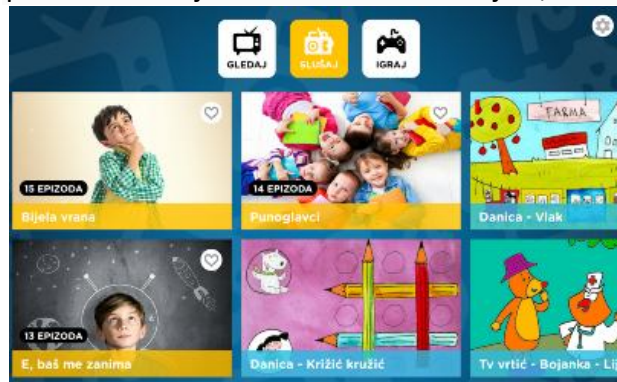 GLEDAJ
SLUŠAJ
IGRAJ
15 EPIZODA
Bijela vrana
14 EPIZODA
Punoglavci
FARMA
Danica - Vlak
13 EPIZODA
E, baš me zanima
Danica - Križić kružić
Tv vrtić - Bojanka - Lij